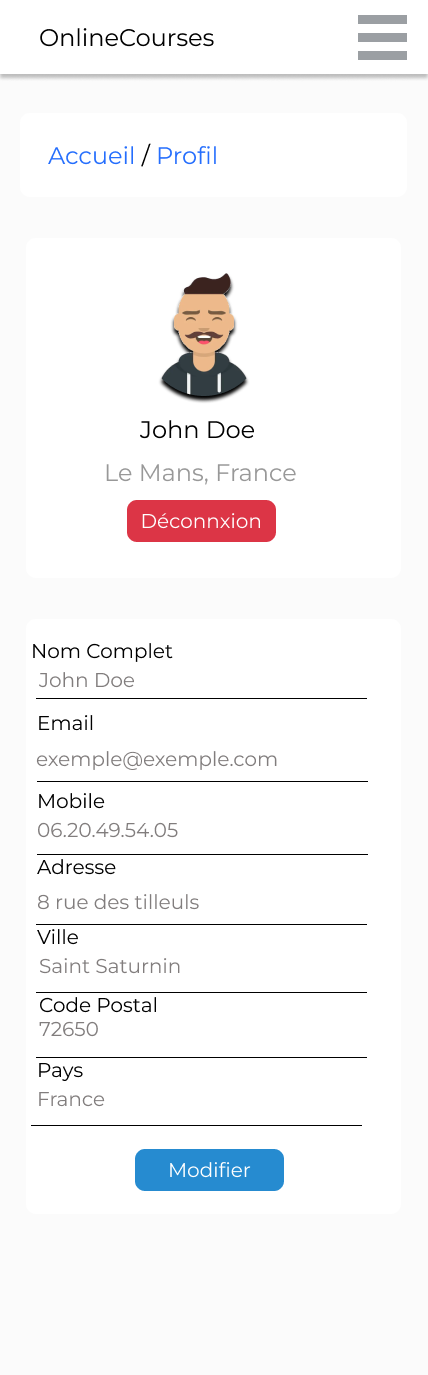 OnlineCourses
Accueil / Profil
John Doe
Le Mans, France
Déconnxion
Nom Complet
John Doe
Email
exemple@exemple.com
Mobile
06.20.49.54.05
Adresse
8 rue des tilleuls
Ville
Saint Saturnin
Code Postal
72650
Pays
France
Modifier